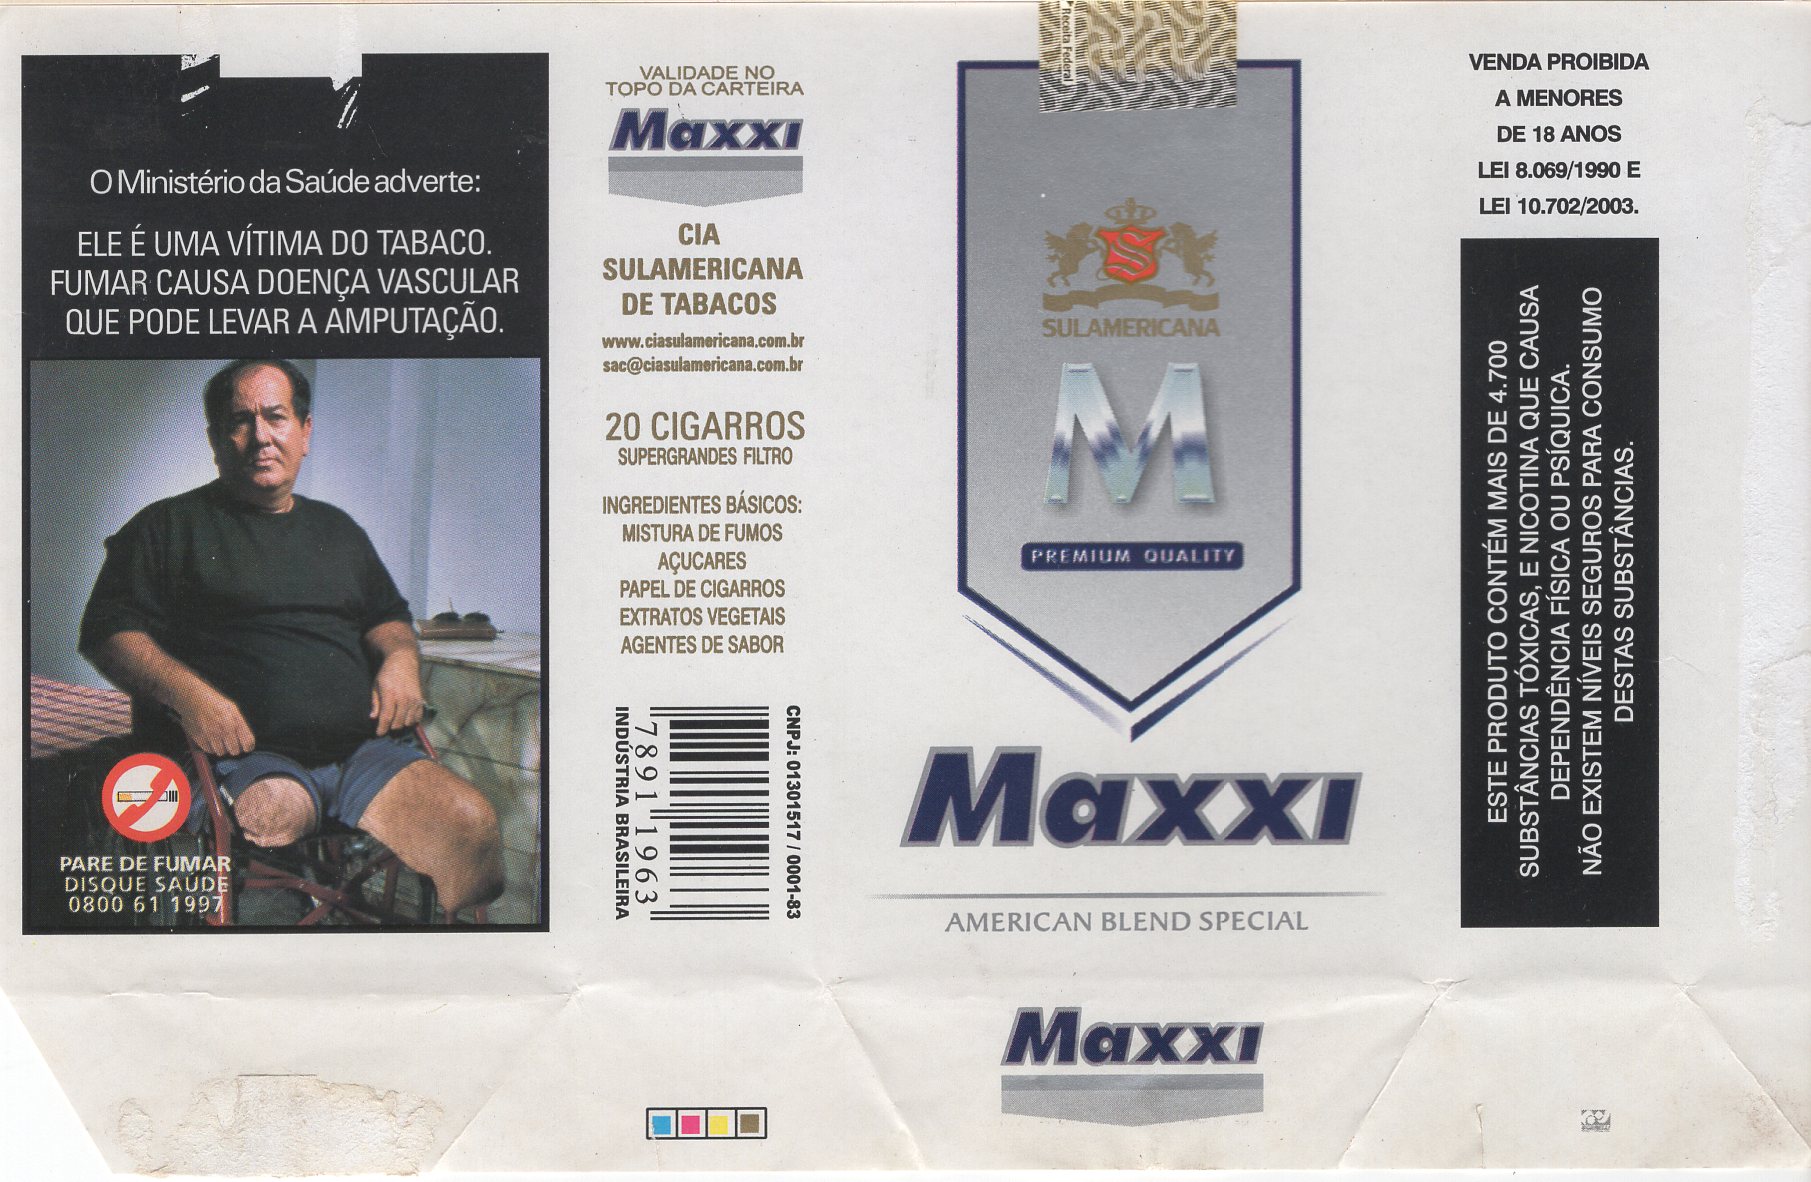 O Ministério da Saúde adverte:
ELE É UMA VÍTIMA DO TABACO.
FUMAR CAUSA DOENÇA VASCULAR
QUE PODE LEVAR A AMPUTAÇÃO.
PARE DE FUMAR
DISQUE SAÚDE
0800 61 1997
VALIDADE NO
TOPO DA CARTEIRA
Maxxi
CIA
SULAMERICANA
DE TABACOS
www.ciasulamericana.com.br
sac@ciasulamericana.com.br
20 CIGARROS
SUPERGRANDES FILTRO
INGREDIENTES BÁSICOS:
MISTURA DE FUMOS
AÇUCARES
PAPEL DE CIGARROS
EXTRATOS VEGETAIS
AGENTES DE SABOR
CNPJ: 01301517 / 0001-83
78911963
INDÚSTRIA BRASILEIRA
Receita Federal
S
SULAMERICANA
M
PREMIUM QUALITY
Maxxi
AMERICAN BLEND SPECIAL
Maxxi
VENDA PROIBIDA
A MENORES
DE 18 ANOS
LEI 8.069/1990 E
LEI 10.702/2003.
ESTE PRODUTO CONTÉM MAIS DE 4.700
SUBSTÂNCIAS TÓXICAS, E NICOTINA QUE CAUSA
DEPENDÊNCIA FÍSICA OU PSÍQUICA.
NÃO EXISTEM NÍVEIS SEGUROS PARA CONSUMO
DESTAS SUBSTÂNCIAS.